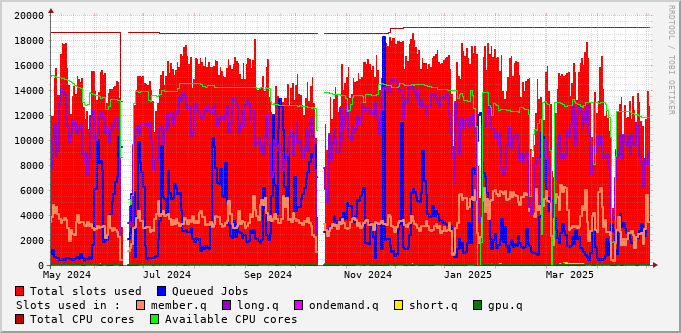 20000
18000
16000
14000
12000
10000
8000
6000
4000
2000
0
May 2024 Jul 2024 Sep 2024 Nov 2024 Jan 2025 Mar 2025
RRDTOOL / TOBI OETIKER
Total slots used Queued Jobs
Slots used in : member.q long.q ondemand.q short.q gpu.q
Total CPU cores Available CPU cores